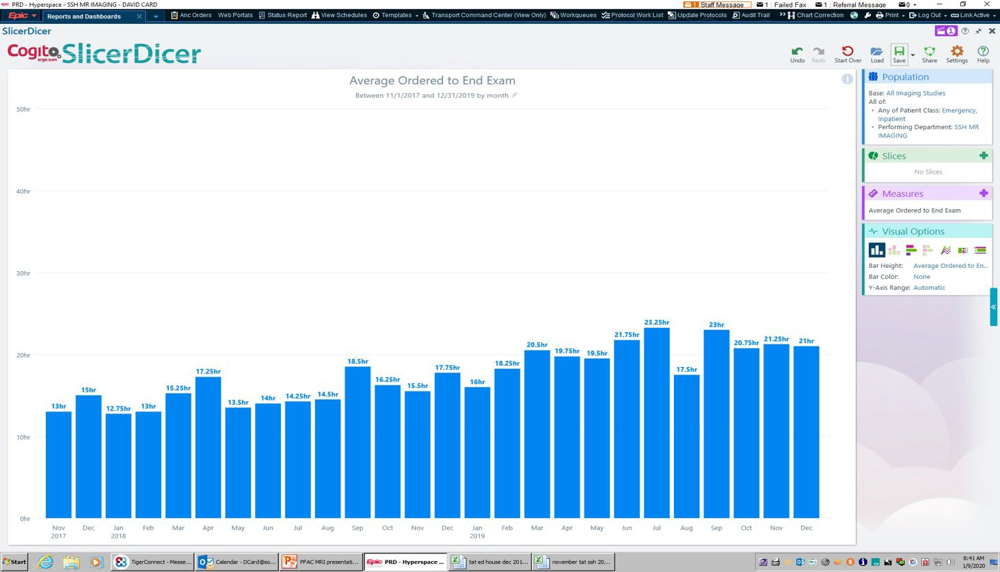 PRD - Hyperspace - SSH MR IMAGING - DAVID CARD
1 Staff Message 1 : Failed Fax 1 : Referral Message 0
Epic Reports and Dashboards Anc Orders Web Portals Status Report View Schedules Templates Transport Command Center (View Only) Workqueues Protocol Work List Update Protocols Audit Trail Chart Correction Print Log Out LinkActive
SlicerDicer
1
Cogito ergo sum SlicerDicer
Undo Redo Start Over Load Save Share Settings Help
Average Ordered to End Exam
Between 11/1/2017 and 12/31/2019 by month
50hr
40hr
30hr
20hr
10hr
0hr
13hr
15hr
12.75hr
13hr
15.25hr
17.25hr
13.5hr
14hr
14.25hr
14.5hr
18.5hr
16.25hr
15.5hr
17.75hr
16hr
18.25hr
20.5hr
19.75hr
19.5hr
21.75hr
23.25hr
17.5hr
23hr
20.75hr
21.25hr
21hr
Nov Dec Jan Feb Mar Apr May Jun Jul Aug Sep Oct Nov Dec Jan Feb Mar Apr May Jun Jul Aug Sep Oct Nov Dec
2017 2018 2019
Population
Base: All Imaging Studies
All of:
• Any of Patient Class: Emergency,
Inpatient
• Performing Department: SSH MR
IMAGING
Slices
No Slices
Measures
Average Ordered to End Exam
Visual Options
Bar Height: Average Ordered to En...
Bar Color: None
Y-Axis Range: Automatic
Start TigerConnect - Messe... Calendar - DCard@so... PFAC MRI presentati... Epic PRD - Hyperspace ... tat ed house dec 201... november tat ssh 20...
8:41 AM
1/9/2020